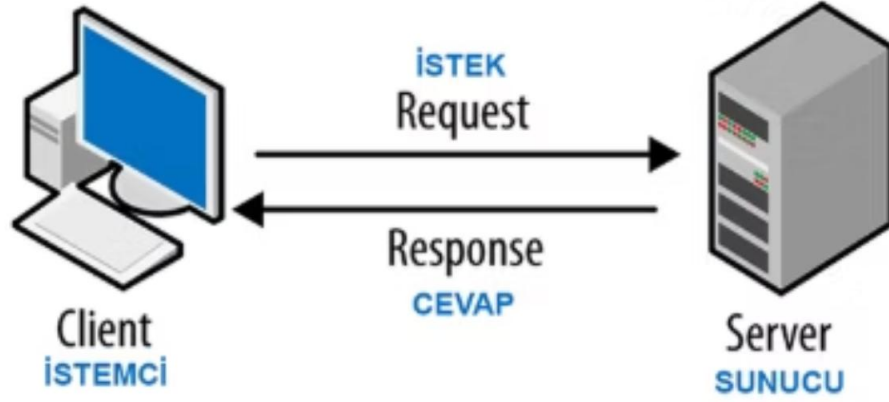 İSTEK
Request
Response
CEVAP
Client
İSTEMCİ
Server
SUNUCU